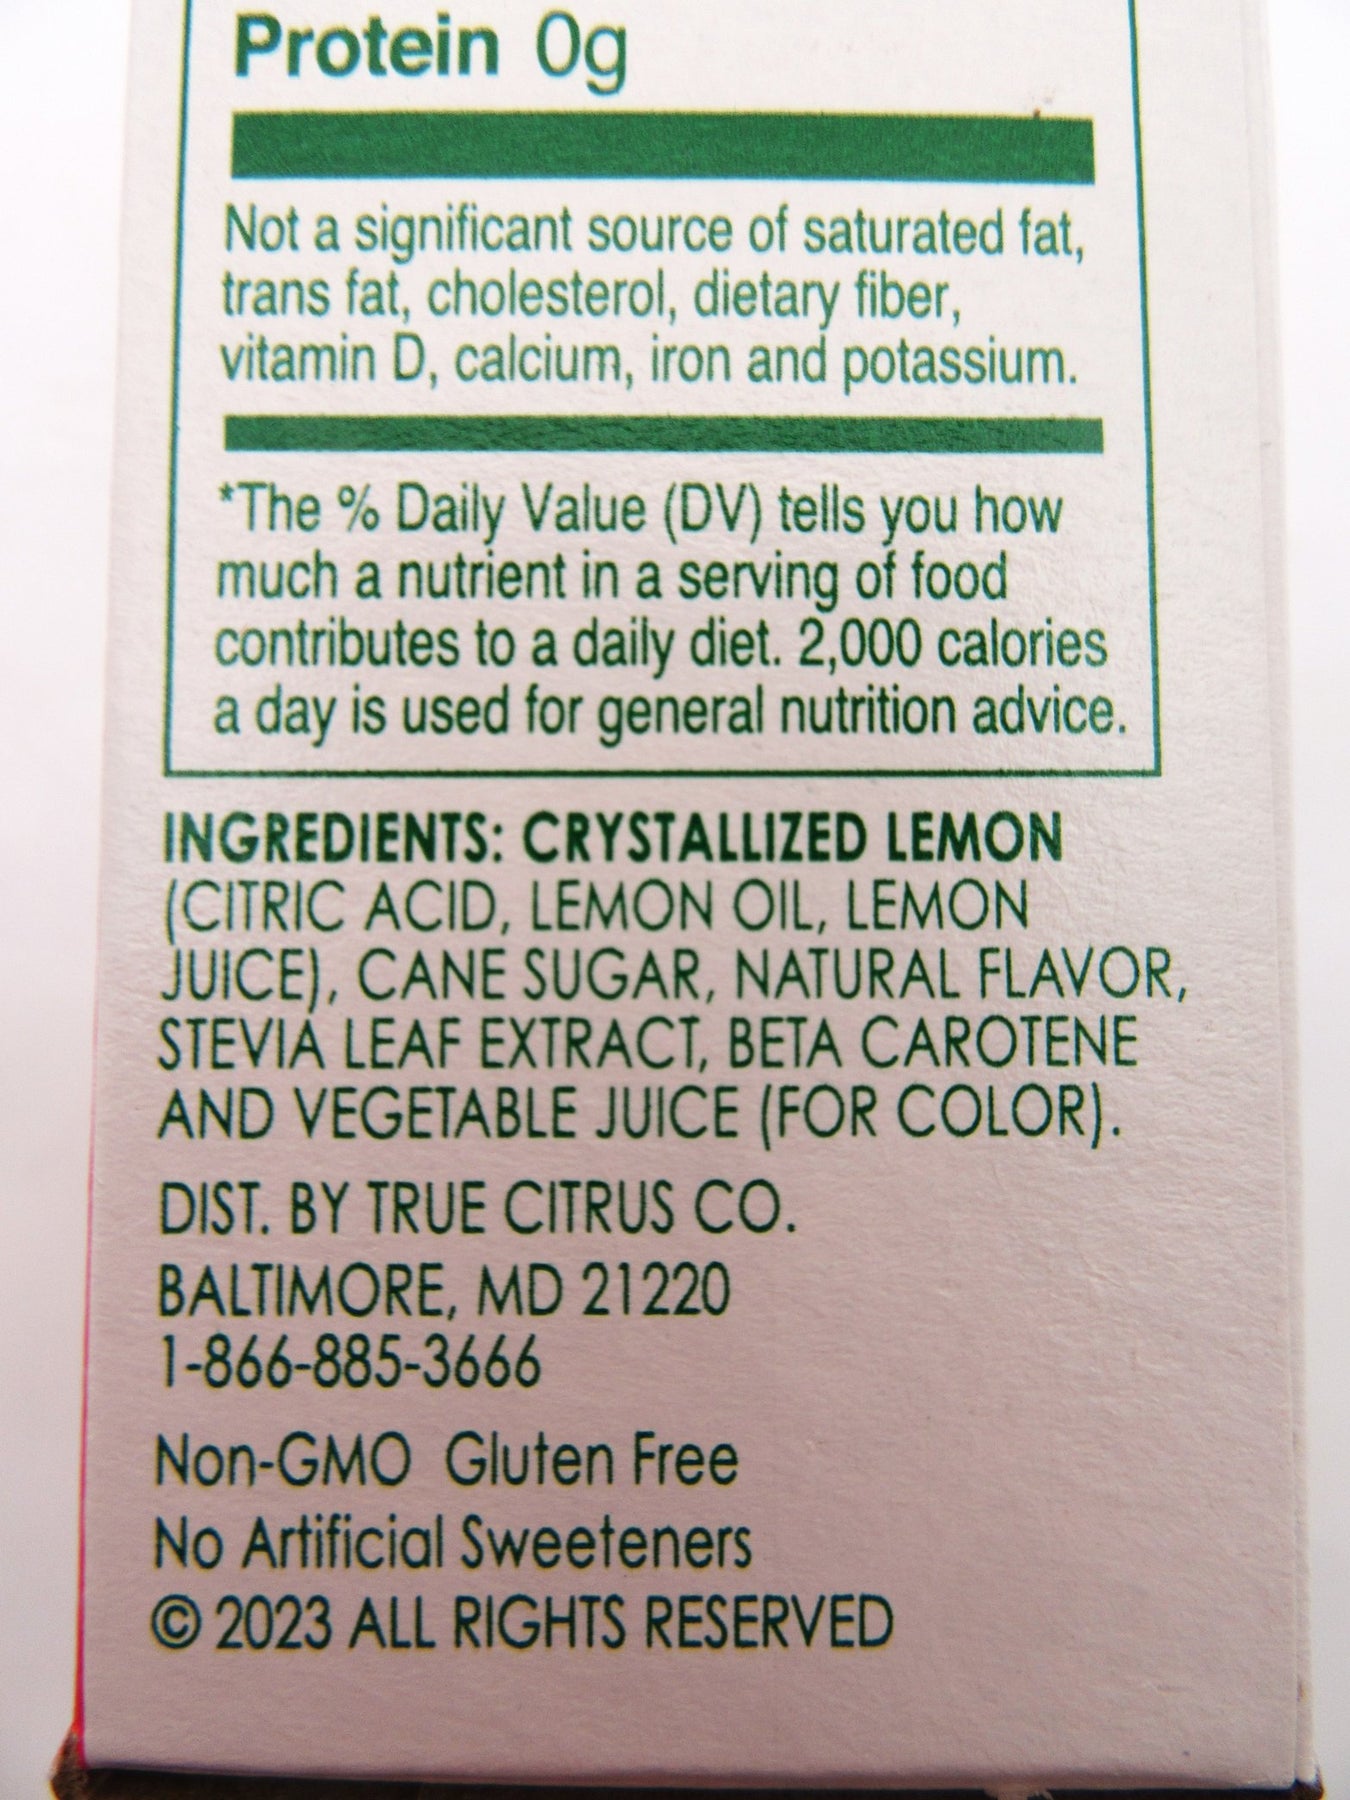 Protein 0g
Not a significant source of saturated fat,
trans fat, cholesterol, dietary fiber,
vitamin D, calcium, iron and potassium.
*The % Daily Value (DV) tells you how
much a nutrient in a serving of food
contributes to a daily diet. 2,000 calories
a day is used for general nutrition advice.
INGREDIENTS: CRYSTALLIZED LEMON
(CITRIC ACID, LEMON OIL, LEMON
JUICE), CANE SUGAR, NATURAL FLAVOR,
STEVIA LEAF EXTRACT, BETA CAROTENE
AND VEGETABLE JUICE (FOR COLOR).
DIST. BY TRUE CITRUS CO.
BALTIMORE, MD 21220
1-866-885-3666
Non-GMO Gluten Free
No Artificial Sweeteners
© 2023 ALL RIGHTS RESERVED